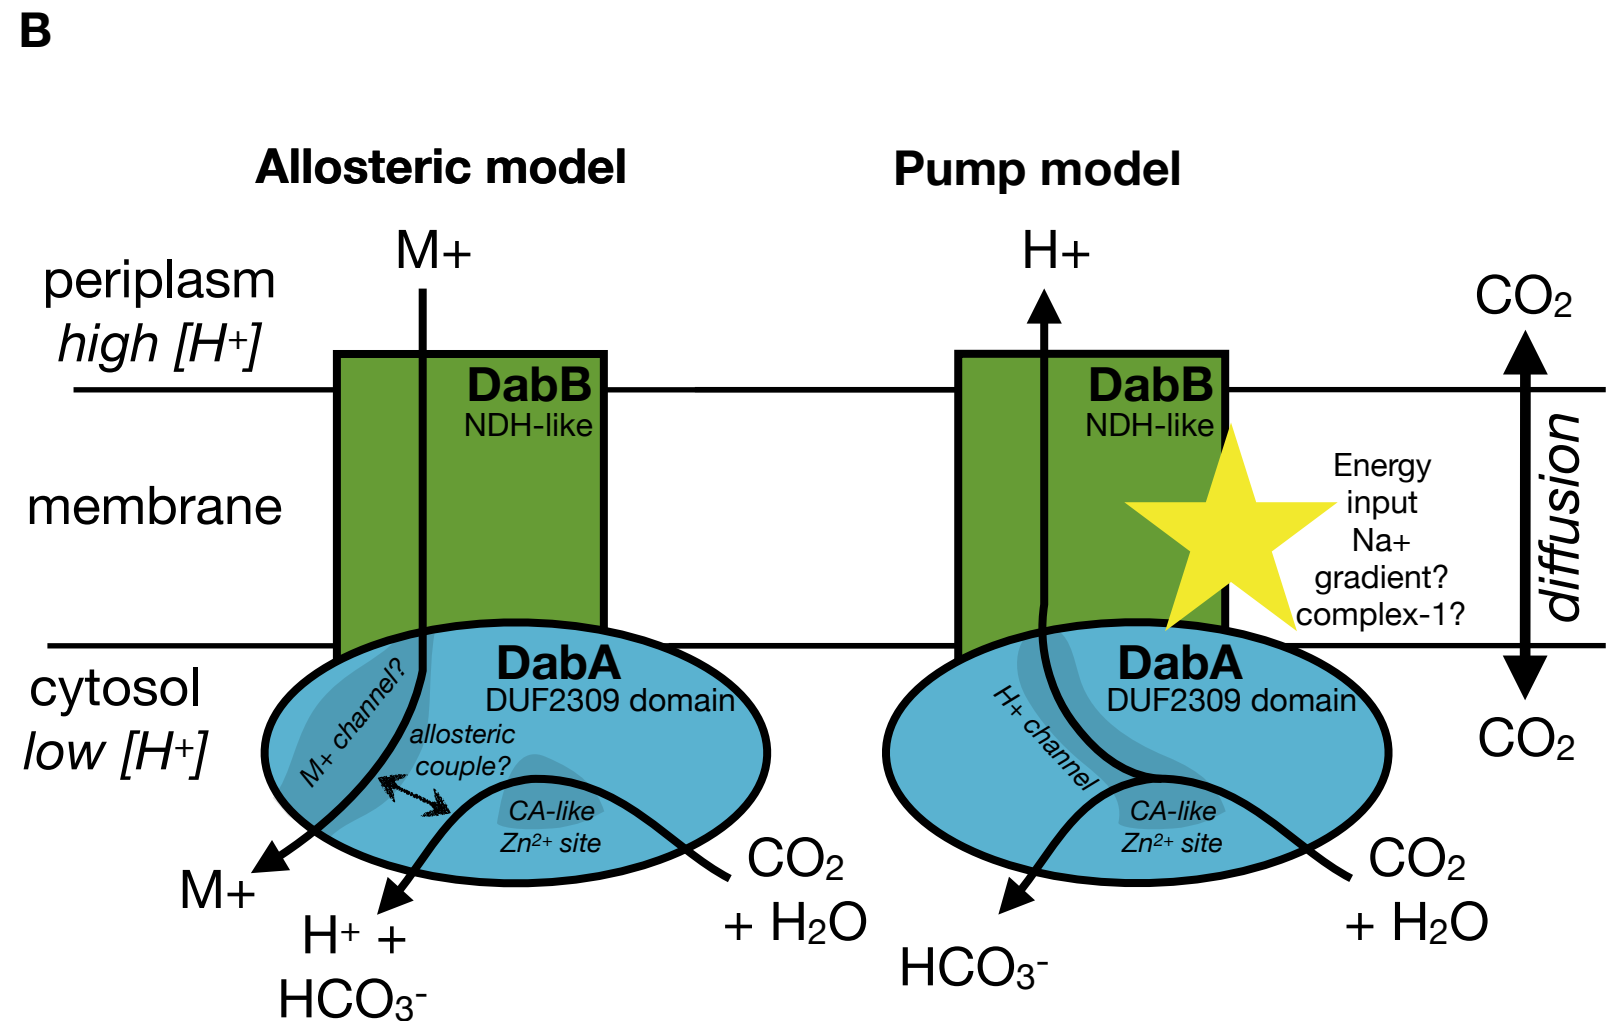 B
Allosteric model
M+
periplasm
high [H+]
membrane
cytosol
low [H+]
DabB
NDH-like
DabA
DUF2309 domain
M+ channel?
allosteric
couple?
CA-like
Zn2+ site
M+
H+ +
HCO3-
CO2
+ H2O
Pump model
H+
DabB
NDH-like
Energy
input
Na+
gradient?
complex-1?
DabA
DUF2309 domain
H+ channel
CA-like
Zn2+ site
HCO3-
CO2
+ H2O
CO2
diffusion
CO2